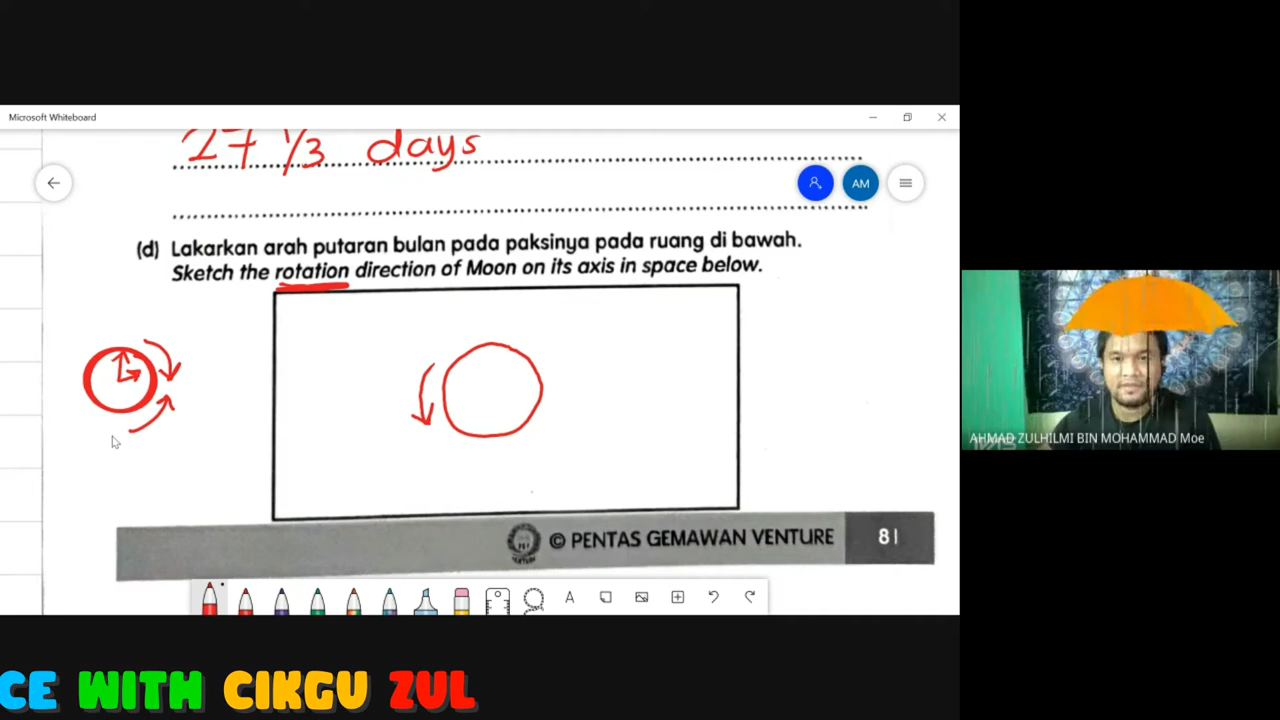 Microsoft Whiteboard
27 1/3 days
AM
(d) Lakarkan arah putaran bulan pada paksinya pada ruang di bawah.
Sketch the rotation direction of Moon on its axis in space below.
AHMAD ZULHILMI BIN MOHAMMAD Moe
© PENTAS GEMAWAN VENTURE 81
A
CE WITH CIKGU ZUL